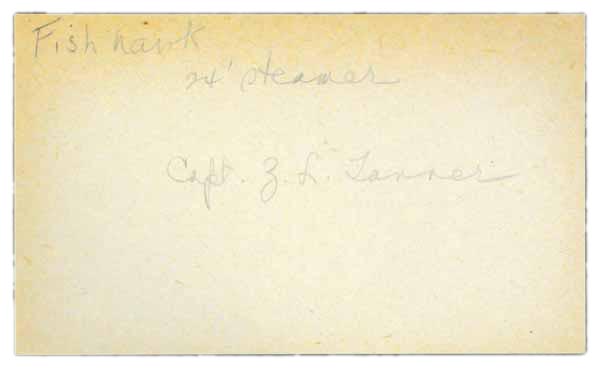 Fish hawk
24' steamer
Capt. Z. L. Tanner